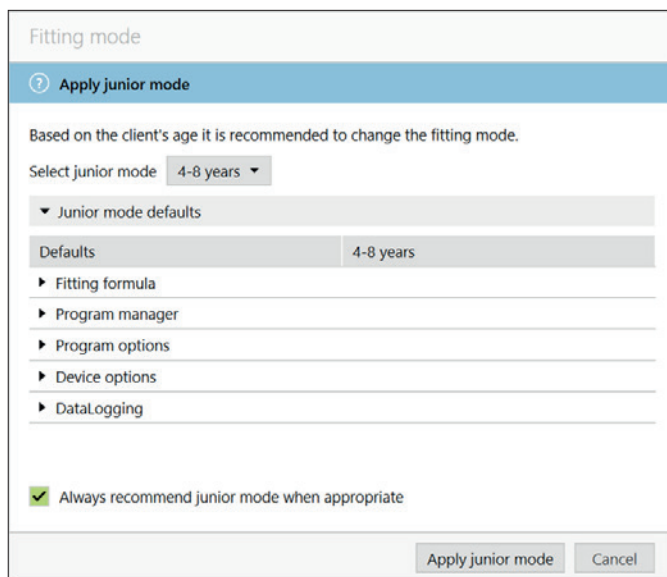 Fitting mode
? Apply junior mode
Based on the client's age it is recommended to change the fitting mode.
Select junior mode 4-8 years
Junior mode defaults
Defaults 4-8 years
Fitting formula
Program manager
Program options
Device options
DataLogging
Always recommend junior mode when appropriate
Apply junior mode Cancel